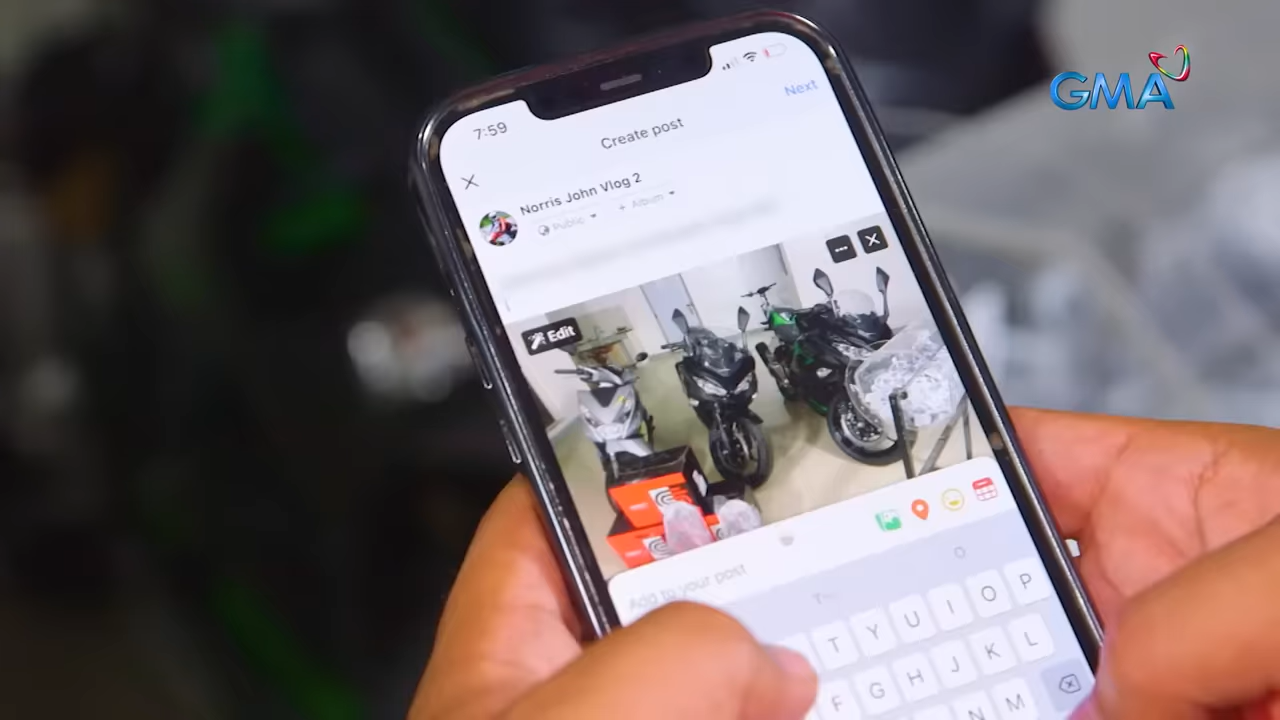 GMA
7:59
Next
Create post
Norris John Vlog 2
Public
+ Album
Edit
Add to your post
T Y U I O P
F G H J K L
N M